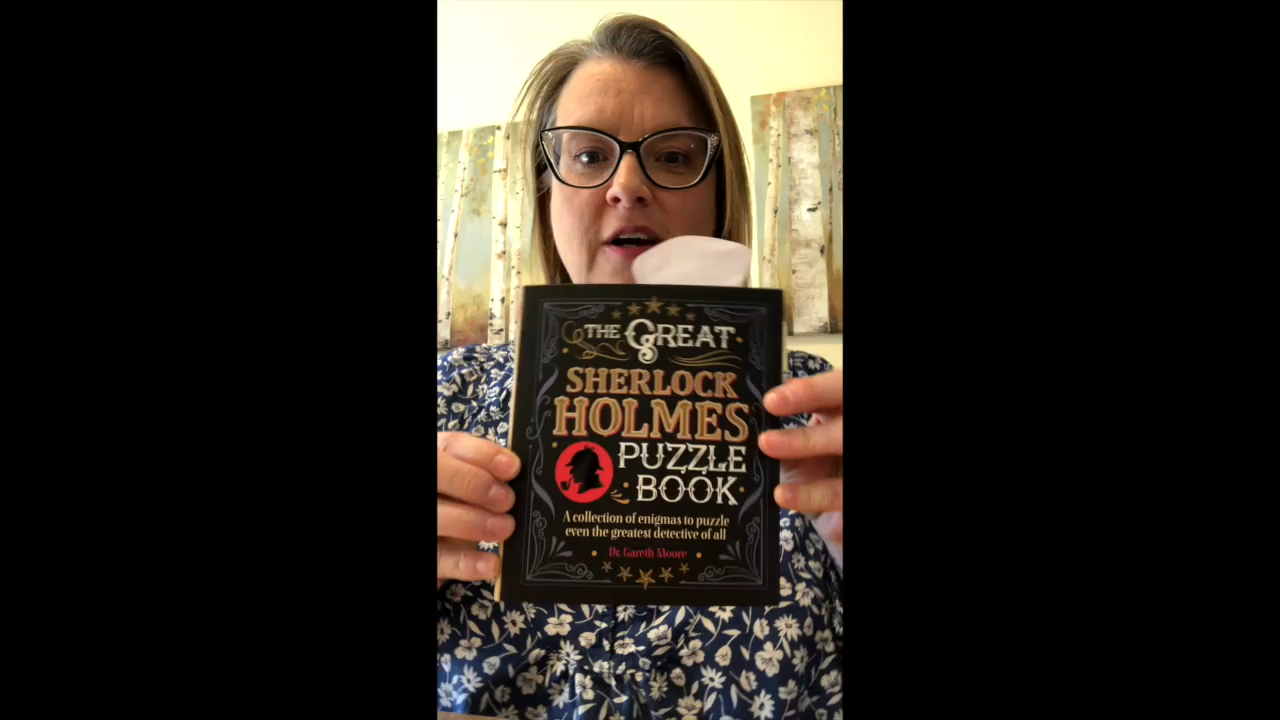 THE GREAT
SHERLOCK
HOLMES
PUZZLE
BOOK
A collection of enigmas to puzzle
even the greatest detective of all
Dr. Gareth Moore